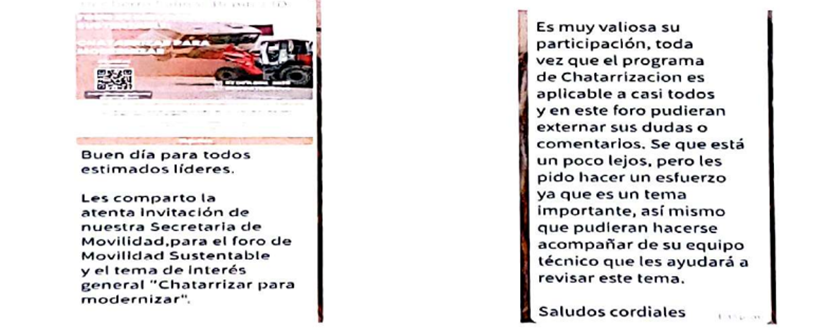 Buen día para todos
estimados líderes.
Les comparto la
atenta invitación de
nuestra Secretaria de
Movilidad,para el foro de
Movilidad Sustentable
y el tema de interés
general "Chatarrizar para
modernizar".
Es muy valiosa su
participación, toda
vez que el programa
de Chatarrizacion es
aplicable a casi todos
y en este foro pudieran
externar sus dudas o
comentarios. Se que está
un poco lejos, pero les
pido hacer un esfuerzo
ya que es un tema
importante, así mismo
que pudieran hacerse
acompañar de su equipo
técnico que les ayudará a
revisar este tema.
Saludos cordiales